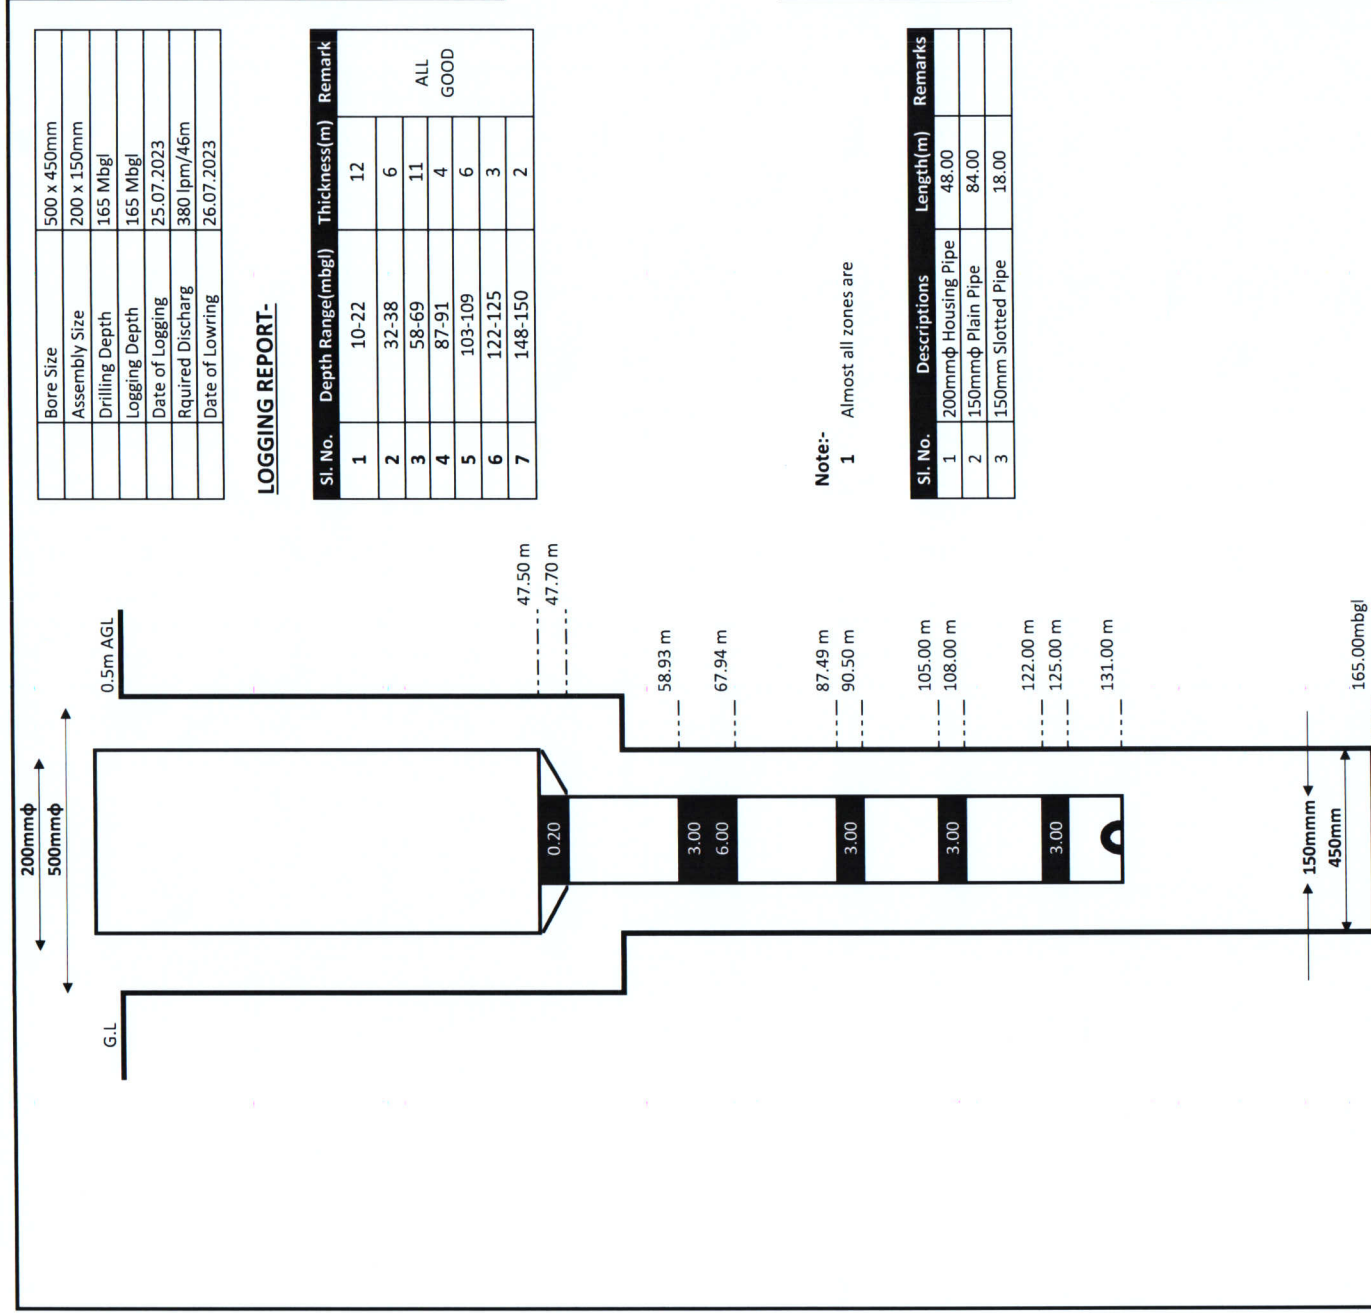 200mmф
500mmф
G.L
0.5m AGL
0.20
3.00
6.00
3.00
3.00
3.00
47.50 m
47.70 m
58.93 m
67.94 m
87.49 m
90.50 m
105.00 m
108.00 m
122.00 m
125.00 m
131.00 m
150mmm
450mm
165.00mbgl
Bore Size 500 x 450mm
Assembly Size 200 x 150mm
Drilling Depth 165 Mbgl
Logging Depth 165 Mbgl
Date of Logging 25.07.2023
Rquired Discharg 380 lpm/46m
Date of Lowring 26.07.2023
LOGGING REPORT-
Sl. No. Depth Range(mbgl) Thickness(m) Remark
1 10-22 12
2 32-38 6
3 58-69 11
4 87-91 4
5 103-109 6
6 122-125 3
7 148-150 2
ALL
GOOD
Note:-
1 Almost all zones are
Sl. No. Descriptions Length(m) Remarks
1 200mmф Housing Pipe 48.00
2 150mmф Plain Pipe 84.00
3 150mm Slotted Pipe 18.00